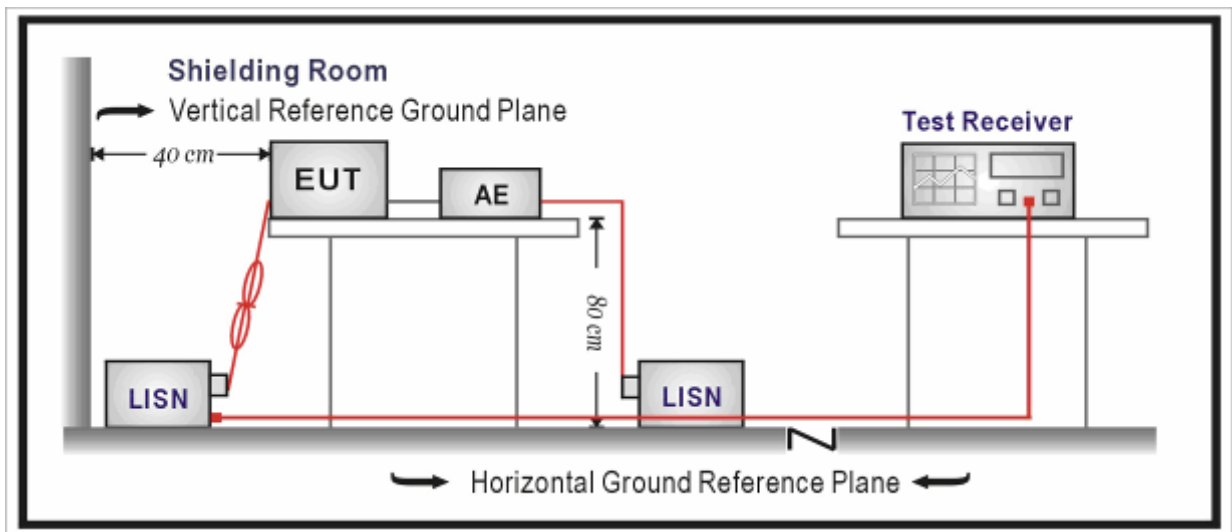 Shielding Room
Vertical Reference Ground Plane
Test Receiver
40 cm
EUT
AE
80 cm
LISN
LISN
Horizontal Ground Reference Plane